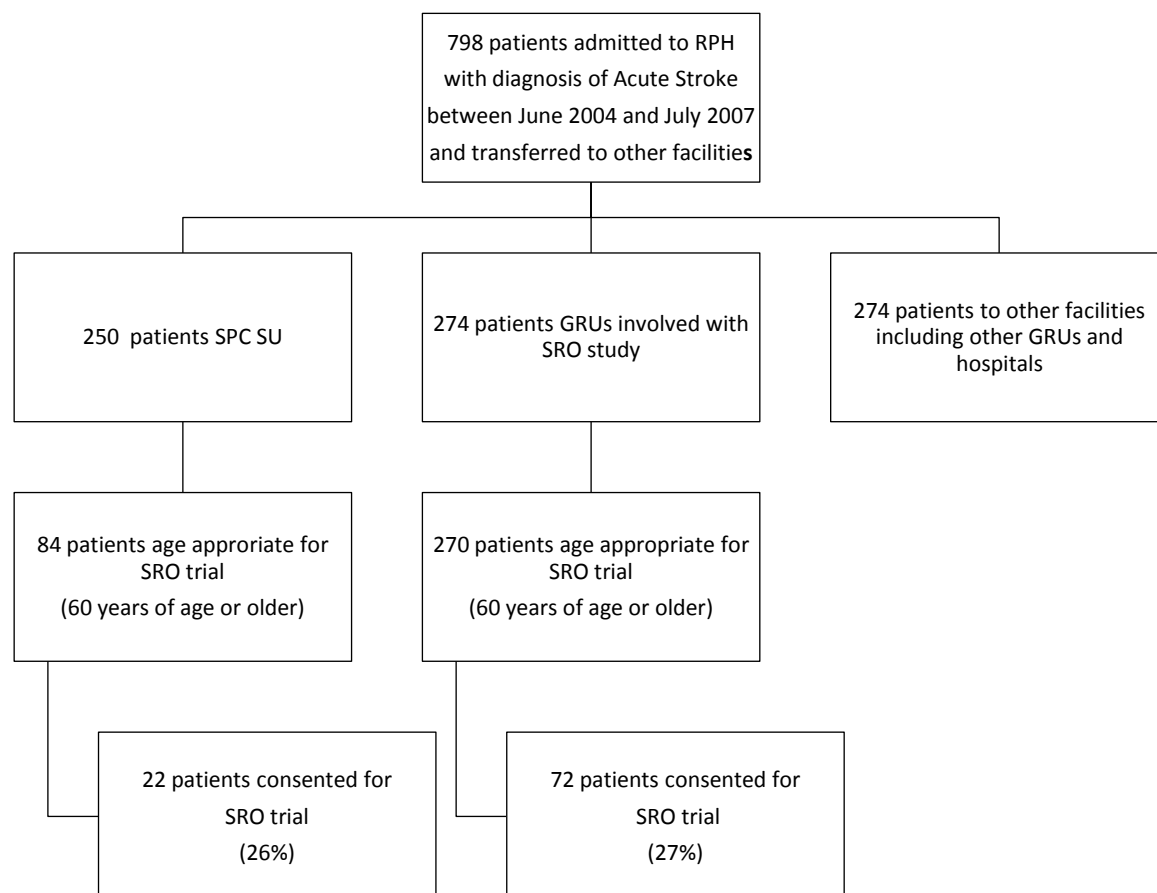 798 patients admitted to RPH
with diagnosis of Acute Stroke
between June 2004 and July 2007
and transferred to other facilities
250  patients SPC SU
274 patients GRUs involved with
SRO study
274 patients to other facilities
including other GRUs and
hospitals
84 patients age approriate for
SRO trial
(60 years of age or older)
270 patients age appropriate for
SRO trial
(60 years of age or older)
22 patients consented for
SRO trial
(26%)
72 patients consented for
SRO trial
(27%)